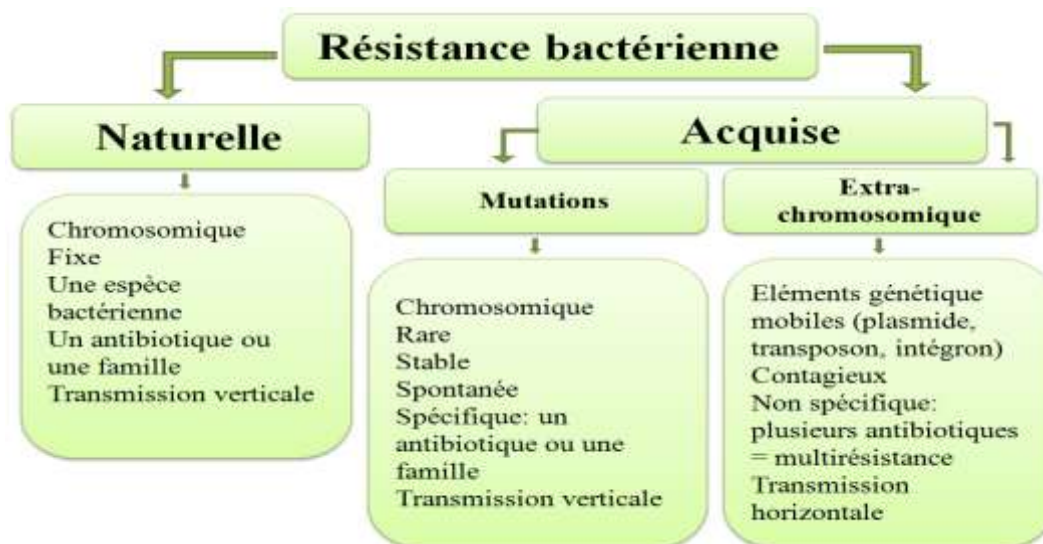 Résistance bactérienne
Naturelle
Acquise
Mutations
Extra-
chromosomique
Chromosomique
Fixe
Une espèce
bactérienne
Un antibiotique ou
une famille
Transmission verticale
Chromosomique
Rare
Stable
Spontanée
Spécifique: un
antibiotique ou une
famille
Transmission verticale
Eléments génétique
mobiles (plasmide,
transposon, intégron)
Contagieux
Non spécifique:
plusieurs antibiotiques
= multirésistance
Transmission
horizontale